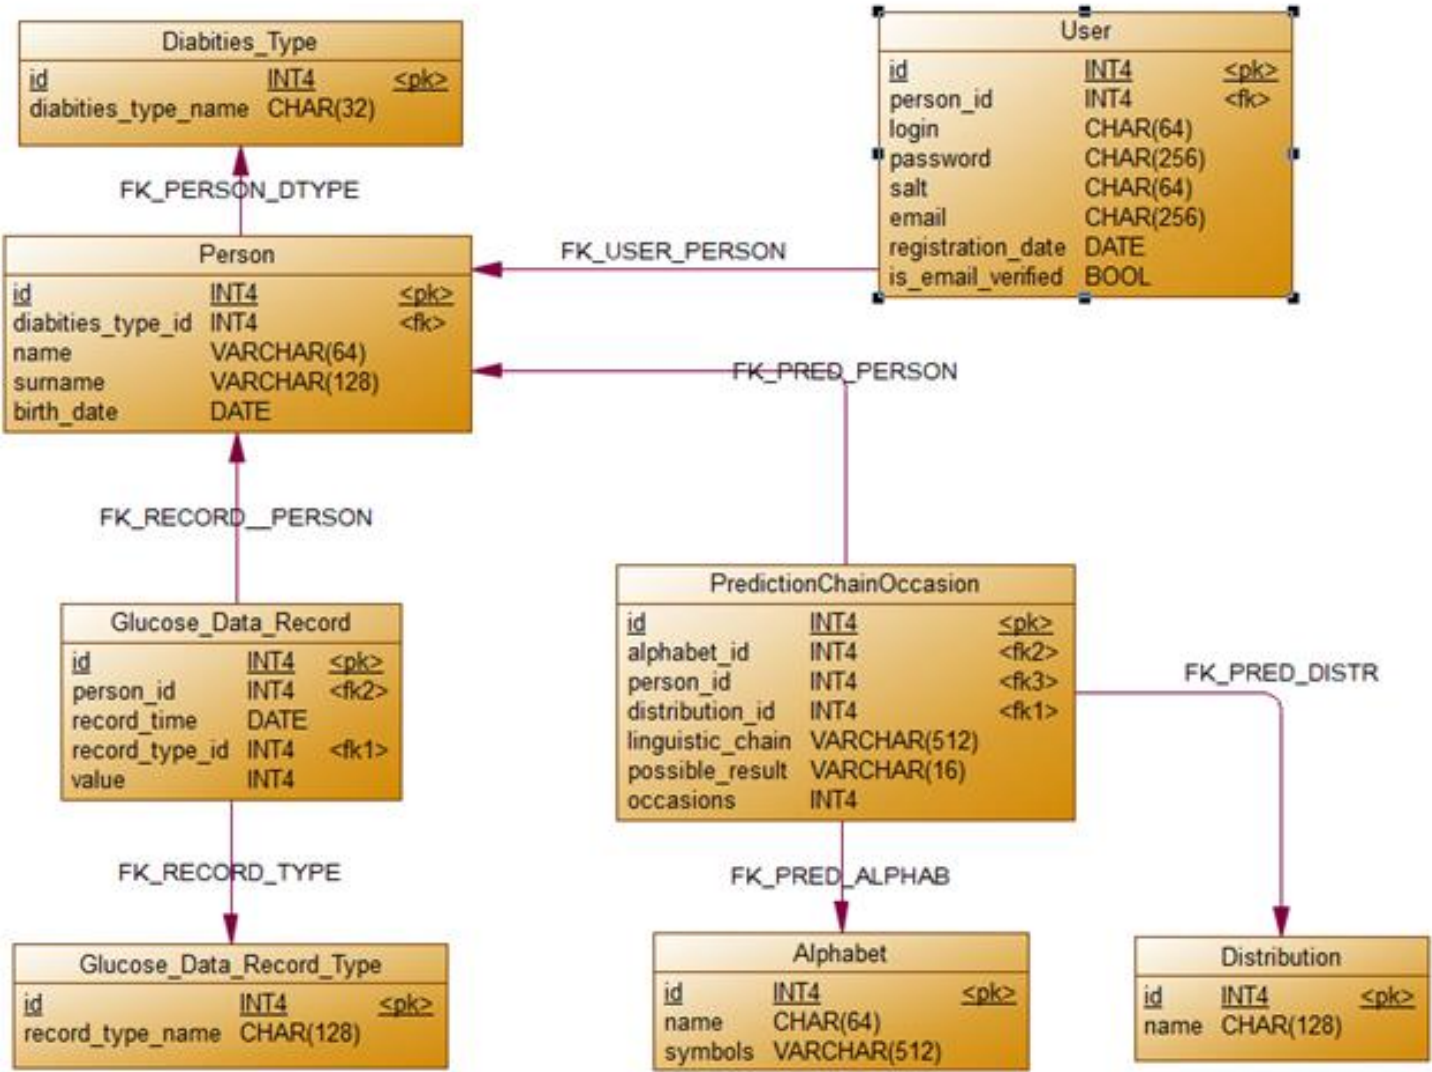 Diabities_Type
id INT4 <pk>
diabities_type_name CHAR(32)
FK_PERSON_DTYPE
User
id INT4 <pk>
person_id INT4 <fk>
login CHAR(64)
password CHAR(256)
salt CHAR(64)
email CHAR(256)
registration_date DATE
is_email_verified BOOL
Person
id INT4 <pk>
diabities_type_id INT4 <fk>
name VARCHAR(64)
surname VARCHAR(128)
birth_date DATE
FK_USER_PERSON
FK_PRED_PERSON
FK_RECORD__PERSON
Glucose_Data_Record
id INT4 <pk>
person_id INT4 <fk2>
record_time DATE
record_type_id INT4 <fk1>
value INT4
PredictionChainOccasion
id INT4 <pk>
alphabet_id INT4 <fk2>
person_id INT4 <fk3>
distribution_id INT4 <fk1>
linguistic_chain VARCHAR(512)
possible_result VARCHAR(16)
occasions INT4
FK_PRED_DISTR
FK_RECORD_TYPE
FK_PRED_ALPHAB
Glucose_Data_Record_Type
id INT4 <pk>
record_type_name CHAR(128)
Alphabet
id INT4 <pk>
name CHAR(64)
symbols VARCHAR(512)
Distribution
id INT4 <pk>
name CHAR(128)